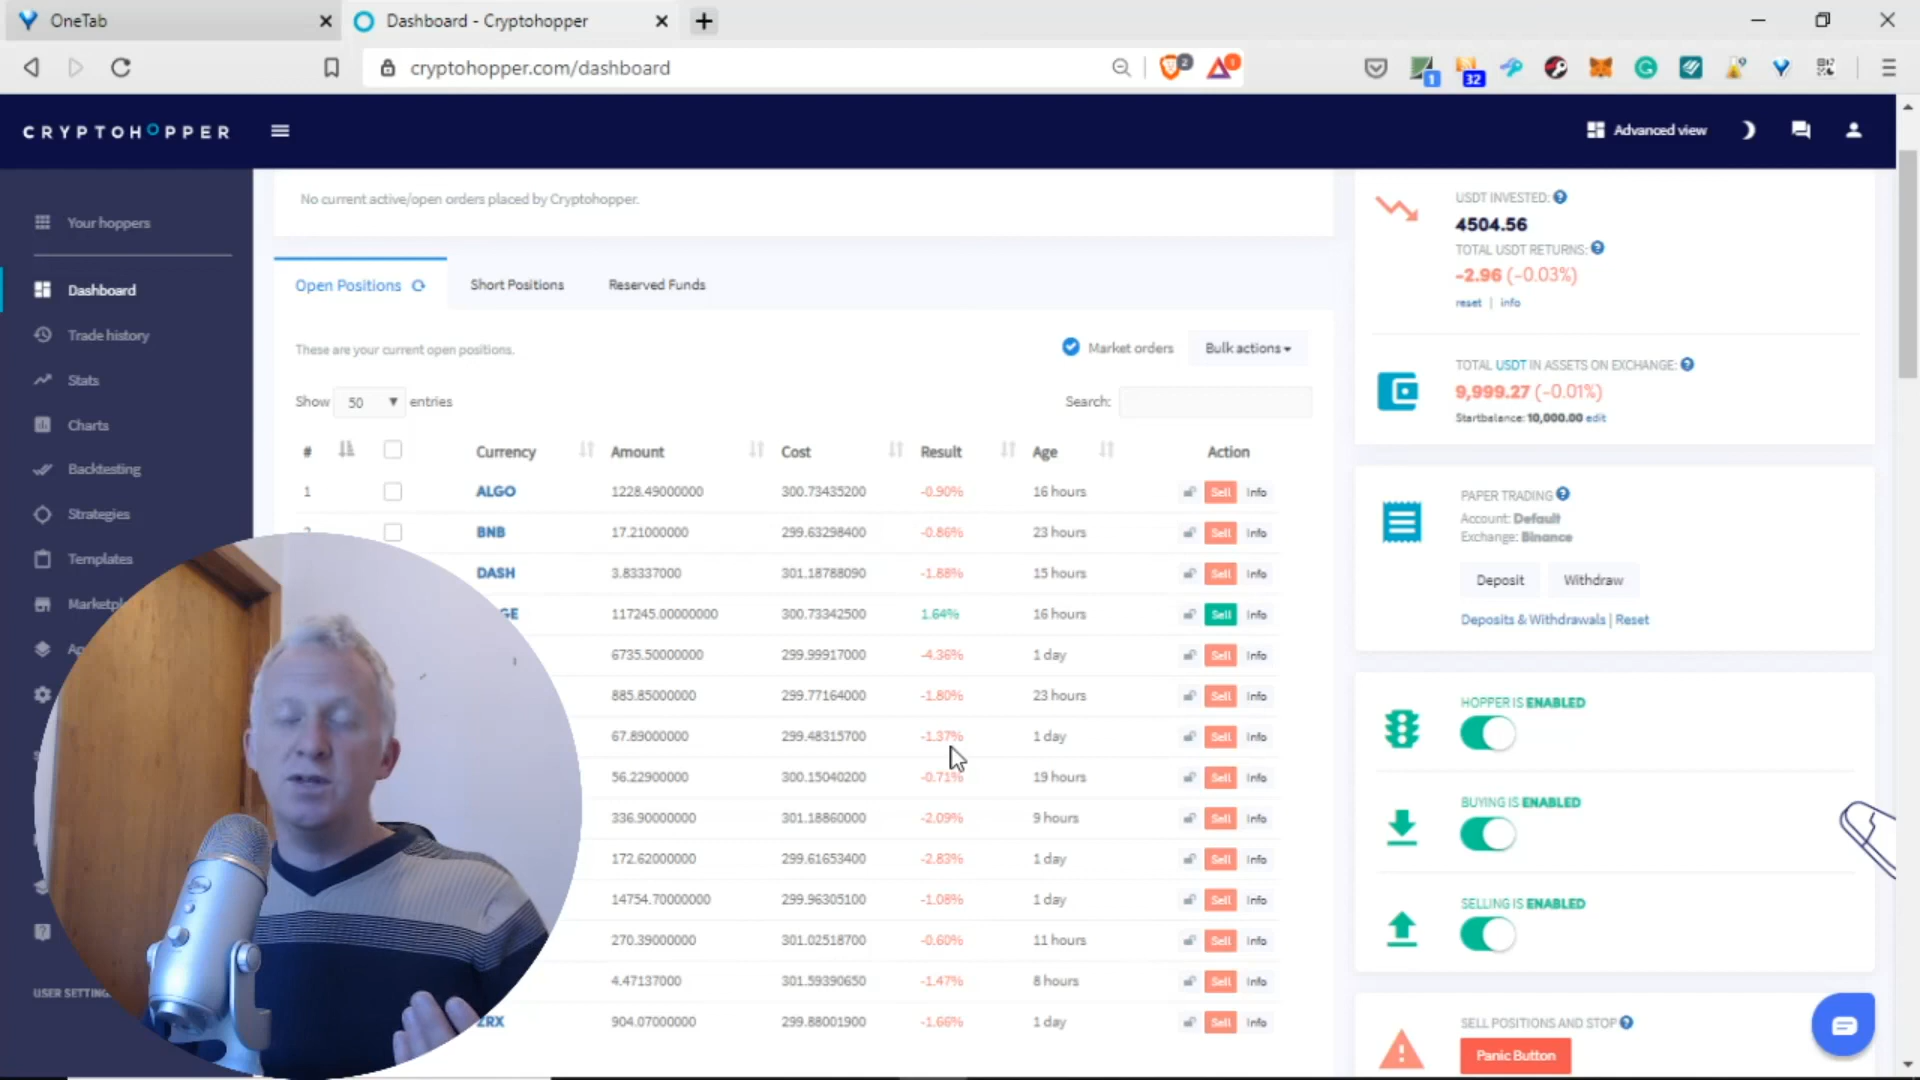 OneTab
Dashboard - Cryptohopper
cryptohopper.com/dashboard
2
1
1
32
CRYPTOHOPPER
Advanced view
Your hoppers
Dashboard
Trade history
Stats
Charts
Backtesting
Strategies
Templates
No current active/open orders placed by Cryptohopper.
Open Positions
Short Positions
Reserved Funds
These are your current open positions.
Market orders
Bulk actions
Show 50 entries
Search:
# Currency Amount Cost Result Age Action
1 ALGO 1228.49000000 300.73435200 -0.90% 16 hours Sell Info
BNB 17.21000000 299.63298400 -0.86% 23 hours Sell Info
DASH 3.83337000 301.18788090 -1.88% 15 hours Sell Info
117245.00000000 300.73342500 1.64% 16 hours Sell Info
6735.50000000 299.99917000 -4.36% 1 day Sell Info
885.85000000 299.77164000 -1.80% 23 hours Sell Info
67.89000000 299.48315700 -1.37% 1 day Sell Info
56.22900000 300.15040200 -0.71% 19 hours Sell Info
336.90000000 301.18860000 -2.09% 9 hours Sell Info
172.62000000 299.61653400 -2.83% 1 day Sell Info
14754.70000000 299.96305100 -1.08% 1 day Sell Info
270.39000000 301.02518700 -0.60% 11 hours Sell Info
4.47137000 301.59390650 -1.47% 8 hours Sell Info
ZRX 904.07000000 299.88001900 -1.66% 1 day Sell Info
USDT INVESTED:
4504.56
TOTAL USDT RETURNS:
-2.96 (-0.03%)
reset | info
TOTAL USDT IN ASSETS ON EXCHANGE:
9,999.27 (-0.01%)
Startbalance: 10,000.00 edit
PAPER TRADING
Account: Default
Exchange: Binance
Deposit
Withdraw
Deposits & Withdrawals | Reset
HOPPER IS ENABLED
BUYING IS ENABLED
SELLING IS ENABLED
SELL POSITIONS AND STOP
Panic Button
USER